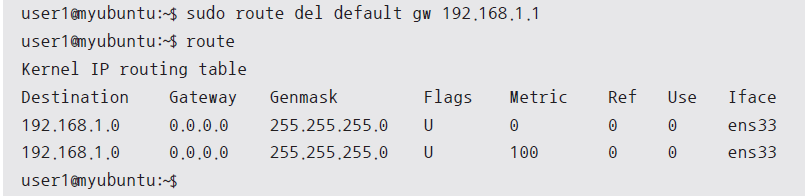 user1@myubuntu:~$ sudo route del default gw 192.168.1.1
user1@myubuntu:~$ route
Kernel IP routing table
Destination Gateway Genmask Flags Metric Ref Use Iface
192.168.1.0 0.0.0.0 255.255.255.0 U 0 0 0 ens33
192.168.1.0 0.0.0.0 255.255.255.0 U 100 0 0 ens33
user1@myubuntu:~$